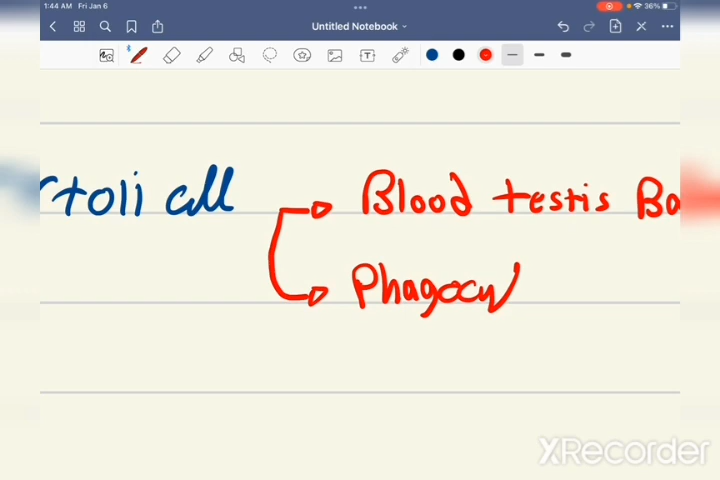 1:44 AM Fri Jan 6
36%
Untitled Notebook
rtoli cell
Blood testis Ba
Phagocy
XRecorder